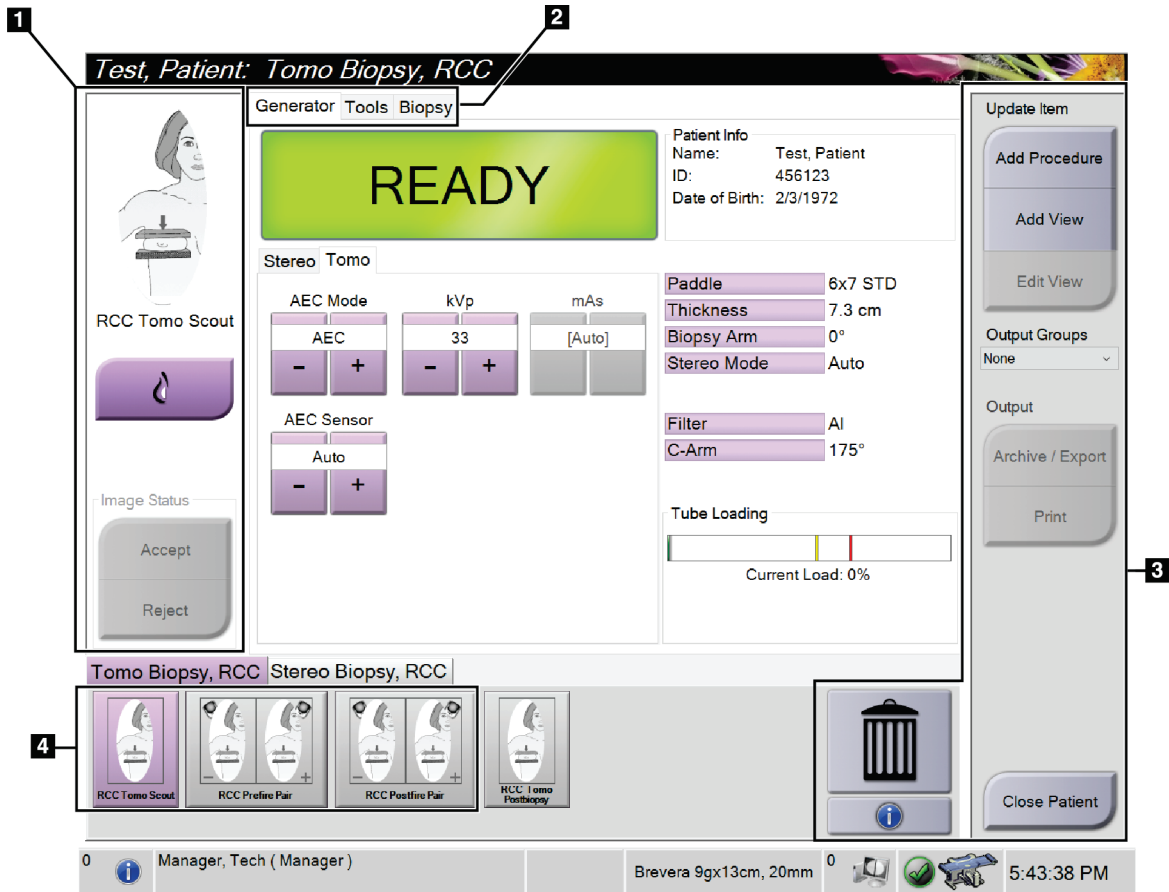 1
2
Test, Patient: Tomo Biopsy, RCC
Generator Tools Biopsy
READY
Patient Info
Name: Test, Patient
ID: 456123
Date of Birth: 2/3/1972
Update Item
Add Procedure
Add View
Edit View
Output Groups
None
Output
Archive / Export
Print
3
Close Patient
RCC Tomo Scout
Image Status
Accept
Reject
Stereo Tomo
AEC Mode
AEC
- +
kVp
33
- +
mAs
[Auto]
AEC Sensor
Auto
- +
Paddle 6x7 STD
Thickness 7.3 cm
Biopsy Arm 0°
Stereo Mode Auto
Filter Al
C-Arm 175°
Tube Loading
Current Load: 0%
Tomo Biopsy, RCC Stereo Biopsy, RCC
4
RCC Tomo Scout
- +
RCC Prefire Pair
- +
RCC Postfire Pair
RCC Tomo
Postbiopsy
i
0 i Manager, Tech ( Manager ) Brevera 9gx13cm, 20mm 0 5:43:38 PM